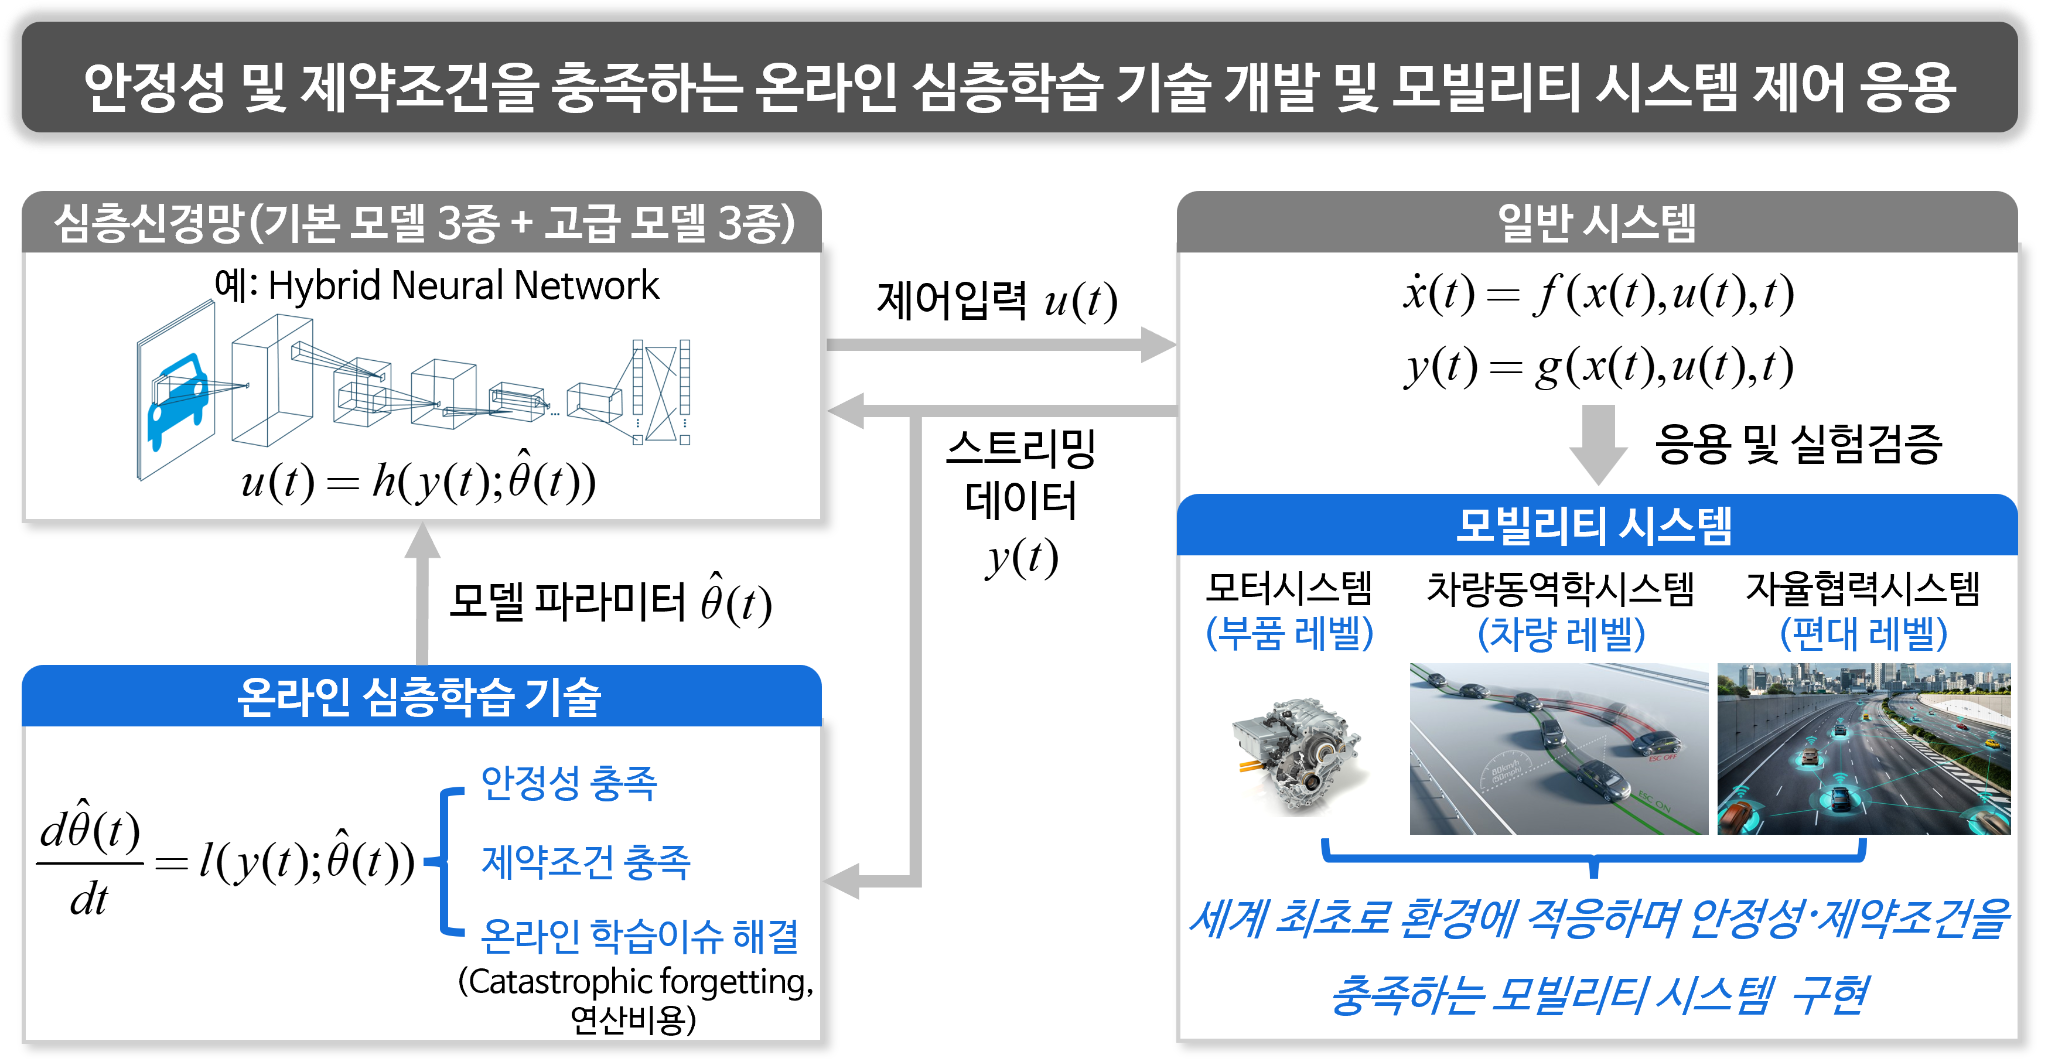 안정성 및 제약조건을 충족하는 온라인 심층학습 기술 개발 및 모빌리티 시스템 제어 응용
심층신경망(기본 모델 3종 + 고급 모델 3종)
예: Hybrid Neural Network
u(t) = h(y(t);θ̂(t))
제어입력 u(t)
스트리밍
데이터
y(t)
모델 파라미터 θ̂(t)
온라인 심층학습 기술
dθ̂(t)/dt = l(y(t);θ̂(t))
안정성 충족
제약조건 충족
온라인 학습이슈 해결
(Catastrophic forgetting,
연산비용)
일반 시스템
ẋ(t) = f(x(t),u(t),t)
y(t) = g(x(t),u(t),t)
응용 및 실험검증
모빌리티 시스템
모터시스템
(부품 레벨)
차량동역학시스템
(차량 레벨)
자율협력시스템
(편대 레벨)
80km/h
(50mph)
ESC OFF
ESC ON
세계 최초로 환경에 적응하며 안정성·제약조건을
충족하는 모빌리티 시스템 구현